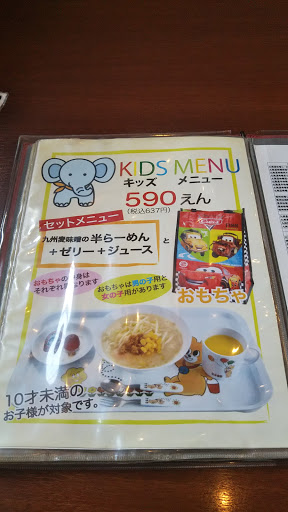 KIDS' MENU
キッズ メニュー
590えん
(税込637円)
セットメニュー
九州愛味噌の半らーめん
+ゼリー+ジュース
と
おもちゃ
おもちゃの中身は
それぞれ異なります
おもちゃは男の子用と
女の子用があります
10才未満の
お子様が対象です。